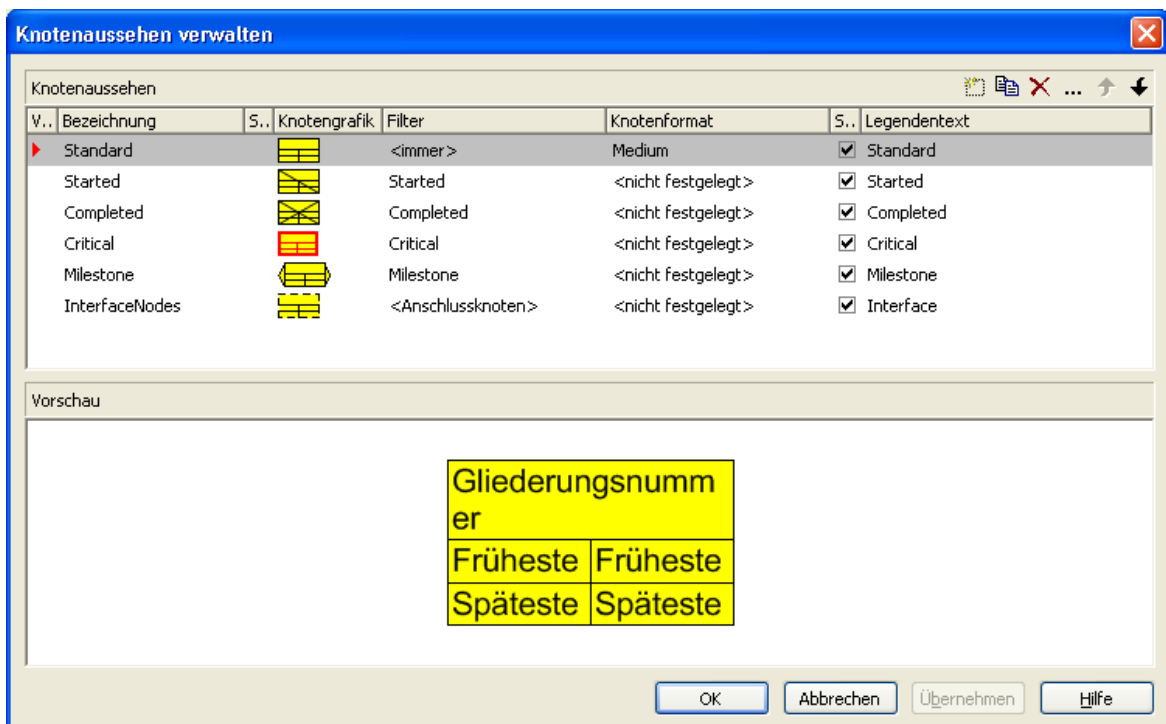 Knotenaussehen verwalten
Knotenaussehen
...
V.. Bezeichnung S.. Knotengrafik Filter Knotenformat S.. Legendentext
Standard <immer> Medium Standard
Started Started <nicht festgelegt> Started
Completed Completed <nicht festgelegt> Completed
Critical Critical <nicht festgelegt> Critical
Milestone Milestone <nicht festgelegt> Milestone
InterfaceNodes <Anschlussknoten> <nicht festgelegt> Interface
Vorschau
Gliederungsnumm
er
Früheste Früheste
Späteste Späteste
OK Abbrechen Übernehmen Hilfe